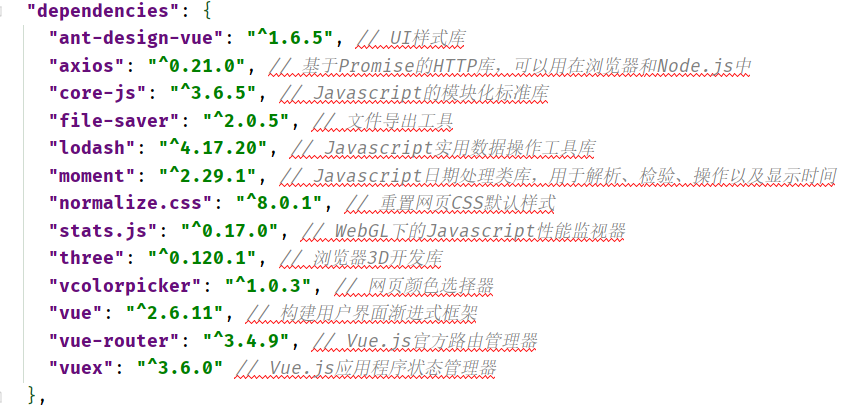 "dependencies": {
"ant-design-vue": "^1.6.5", // UI样式库
"axios": "^0.21.0", // 基于Promise的HTTP库，可以用在浏览器和Node.js中
"core-js": "^3.6.5", // Javascript的模块化标准库
"file-saver": "^2.0.5", // 文件导出工具
"lodash": "^4.17.20", // Javascript实用数据操作工具库
"moment": "^2.29.1", // Javascript日期处理类库，用于解析、检验、操作以及显示时间
"normalize.css": "^8.0.1", // 重置网页CSS默认样式
"stats.js": "^0.17.0", // WebGL下的Javascript性能监视器
"three": "^0.120.1", // 浏览器3D开发库
"vcolorpicker": "^1.0.3", // 网页颜色选择器
"vue": "^2.6.11", // 构建用户界面渐进式框架
"vue-router": "^3.4.9", // Vue.js官方路由管理器
"vuex": "^3.6.0" // Vue.js应用程序状态管理器
},